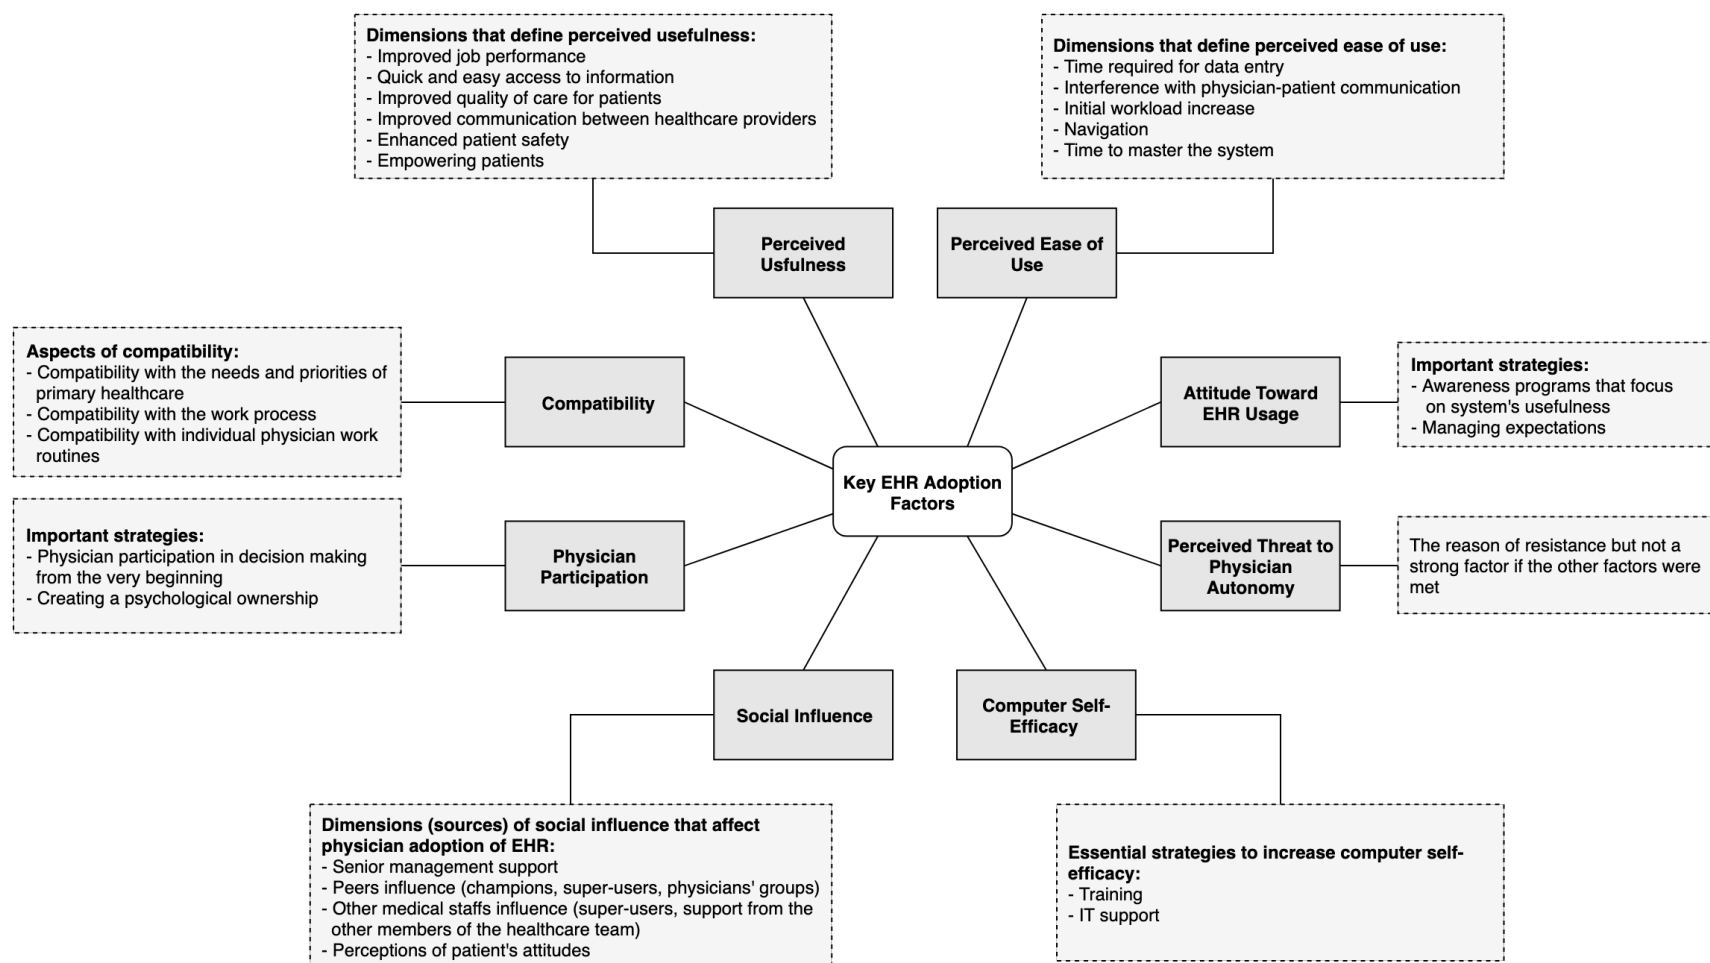 Dimensions that define perceived usefulness:
- Improved job performance
- Quick and easy access to information
- Improved quality of care for patients
- Improved communication between healthcare providers
- Enhanced patient safety
- Empowering patients
Dimensions that define perceived ease of use:
- Time required for data entry
- Interference with physician-patient communication
- Initial workload increase
- Navigation
- Time to master the system
Perceived
Usfulness
Perceived Ease of
Use
Aspects of compatibility:
- Compatibility with the needs and priorities of
primary healthcare
- Compatibility with the work process
- Compatibility with individual physician work
routines
Compatibility
Attitude Toward
EHR Usage
Important strategies:
- Awareness programs that focus
on system's usefulness
- Managing expectations
Key EHR Adoption
Factors
Important strategies:
- Physician participation in decision making
from the very beginning
- Creating a psychological ownership
Physician
Participation
Perceived Threat to
Physician
Autonomy
The reason of resistance but not a
strong factor if the other factors were
met
Social Influence
Computer Self-
Efficacy
Dimensions (sources) of social influence that affect
physician adoption of EHR:
- Senior management support
- Peers influence (champions, super-users, physicians' groups)
- Other medical staffs influence (super-users, support from the
other members of the healthcare team)
- Perceptions of patient's attitudes
Essential strategies to increase computer self-
efficacy:
- Training
- IT support